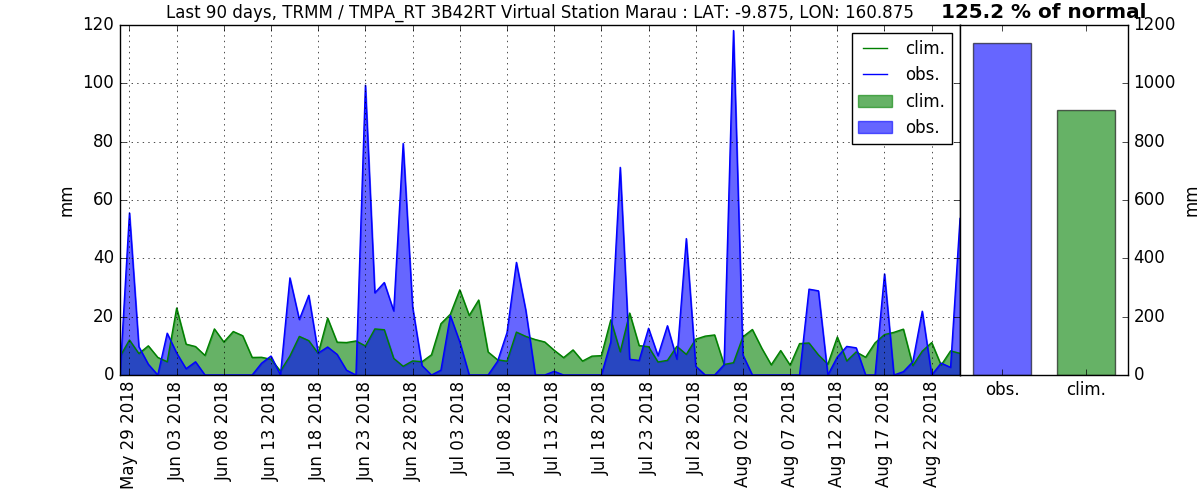 Last 90 days, TRMM / TMPA_RT 3B42RT Virtual Station Marau : LAT: -9.875, LON: 160.875
125.2 % of normal
120
100
80
60
40
20
0
mm
clim.
obs.
clim.
obs.
1200
1000
800
600
400
200
0
mm
obs.
clim.
May 29 2018
Jun 03 2018
Jun 08 2018
Jun 13 2018
Jun 18 2018
Jun 23 2018
Jun 28 2018
Jul 03 2018
Jul 08 2018
Jul 13 2018
Jul 18 2018
Jul 23 2018
Jul 28 2018
Aug 02 2018
Aug 07 2018
Aug 12 2018
Aug 17 2018
Aug 22 2018